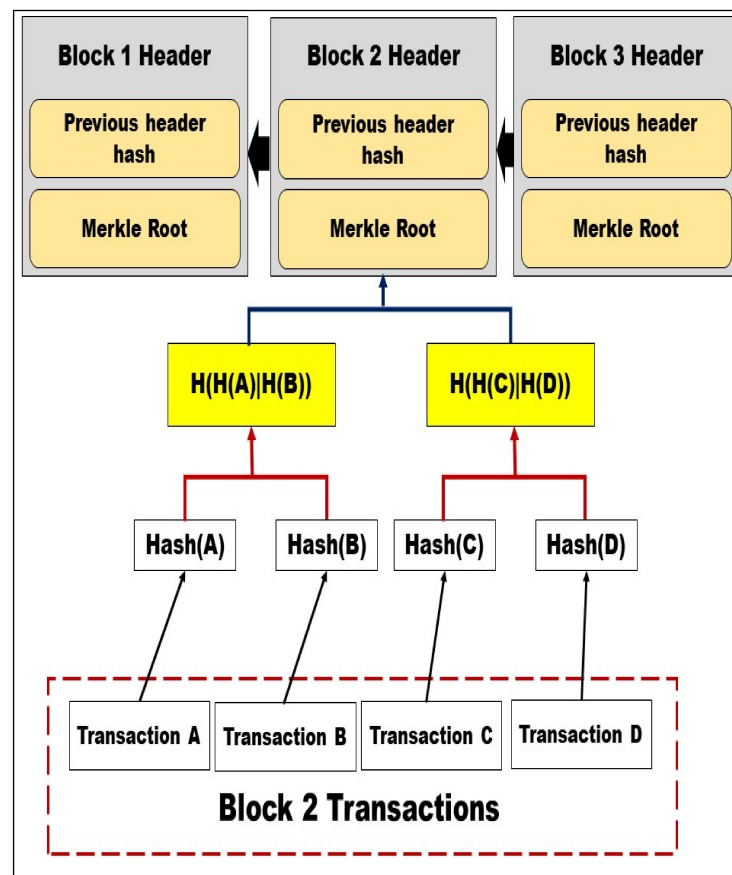 Block 1 Header
Block 2 Header
Block 3 Header
Previous header
hash
Previous header
hash
Previous header
hash
Merkle Root
Merkle Root
Merkle Root
H(H(A)|H(B))
H(H(C)|H(D))
Hash(A)
Hash(B)
Hash(C)
Hash(D)
Transaction A
Transaction B
Transaction C
Transaction D
Block 2 Transactions